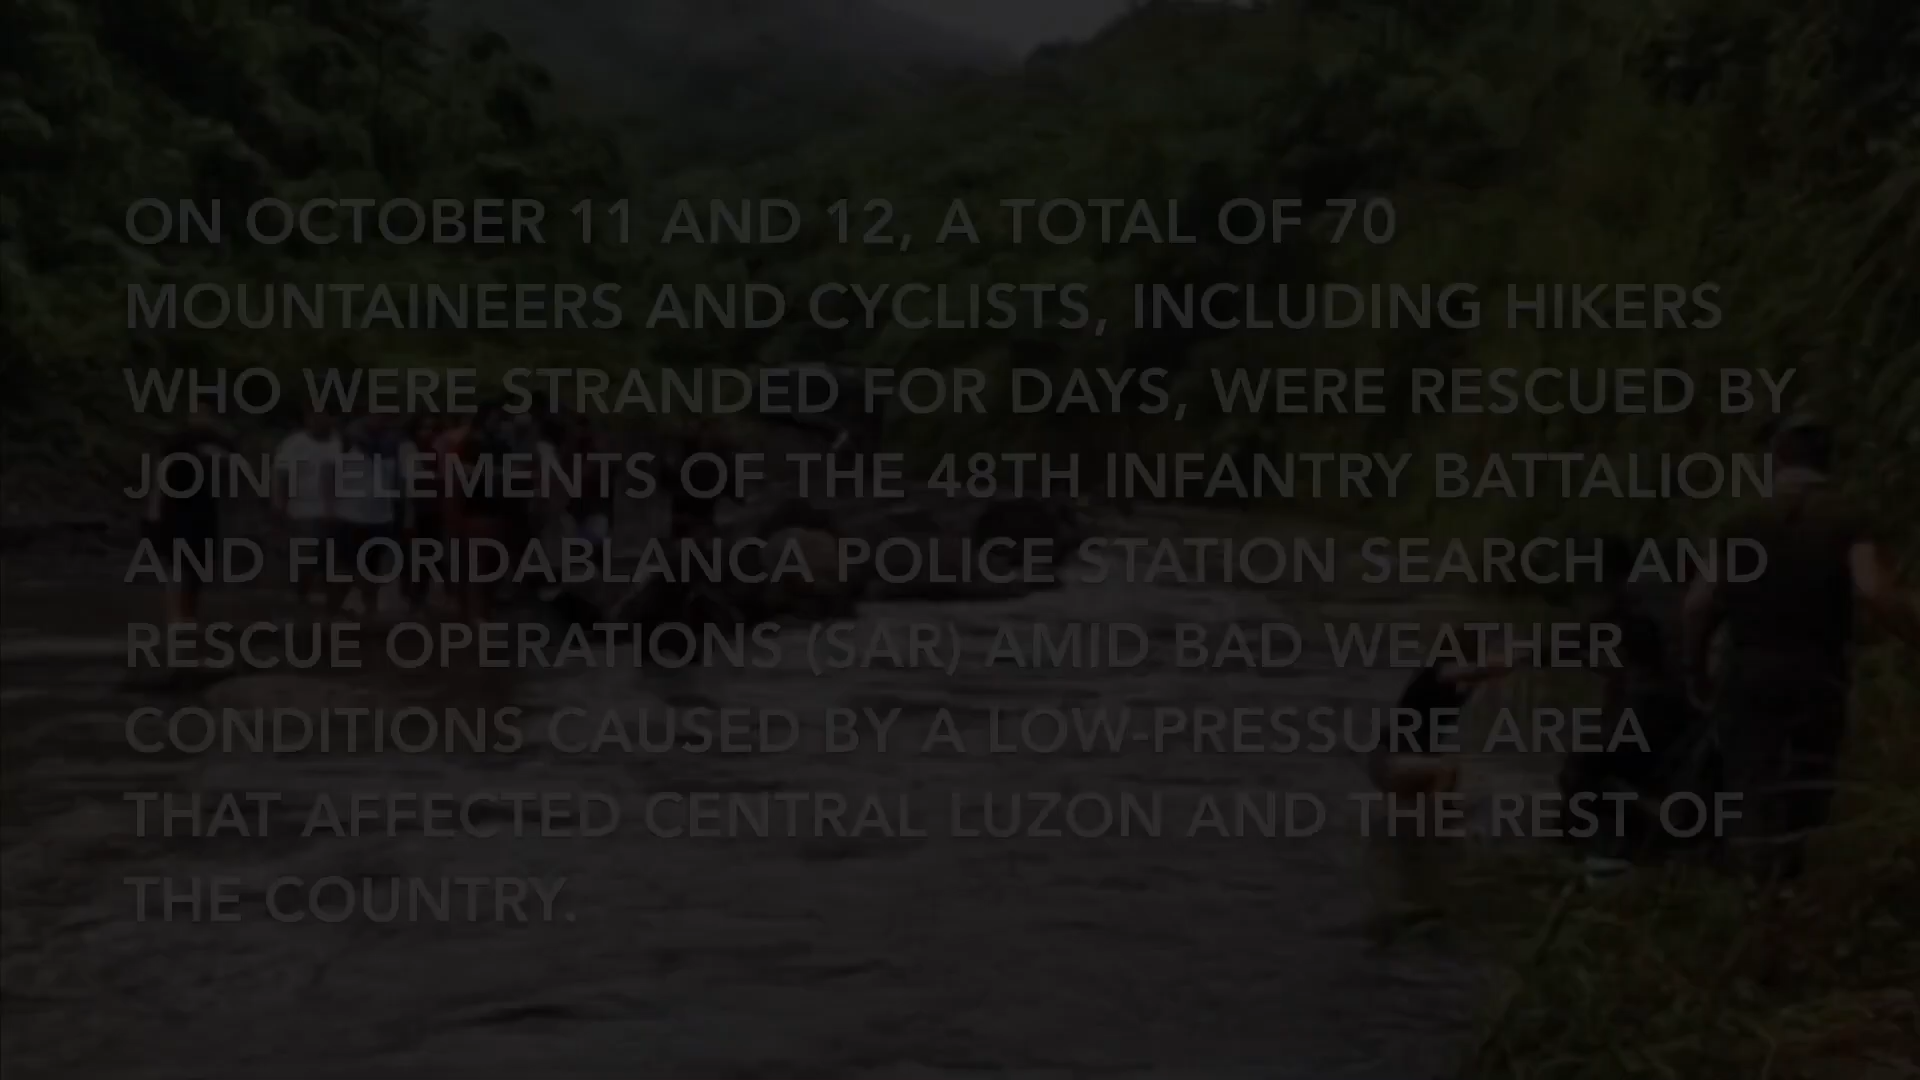 ON OCTOBER 11 AND 12, A TOTAL OF 70
MOUNTAINEERS AND CYCLISTS, INCLUDING HIKERS
WHO WERE STRANDED FOR DAYS, WERE RESCUED BY
JOINT ELEMENTS OF THE 48TH INFANTRY BATTALION
AND FLORIDABLANCA POLICE STATION SEARCH AND
RESCUE OPERATIONS (SAR) AMID BAD WEATHER
CONDITIONS CAUSED BY A LOW-PRESSURE AREA
THAT AFFECTED CENTRAL LUZON AND THE REST OF
THE COUNTRY.